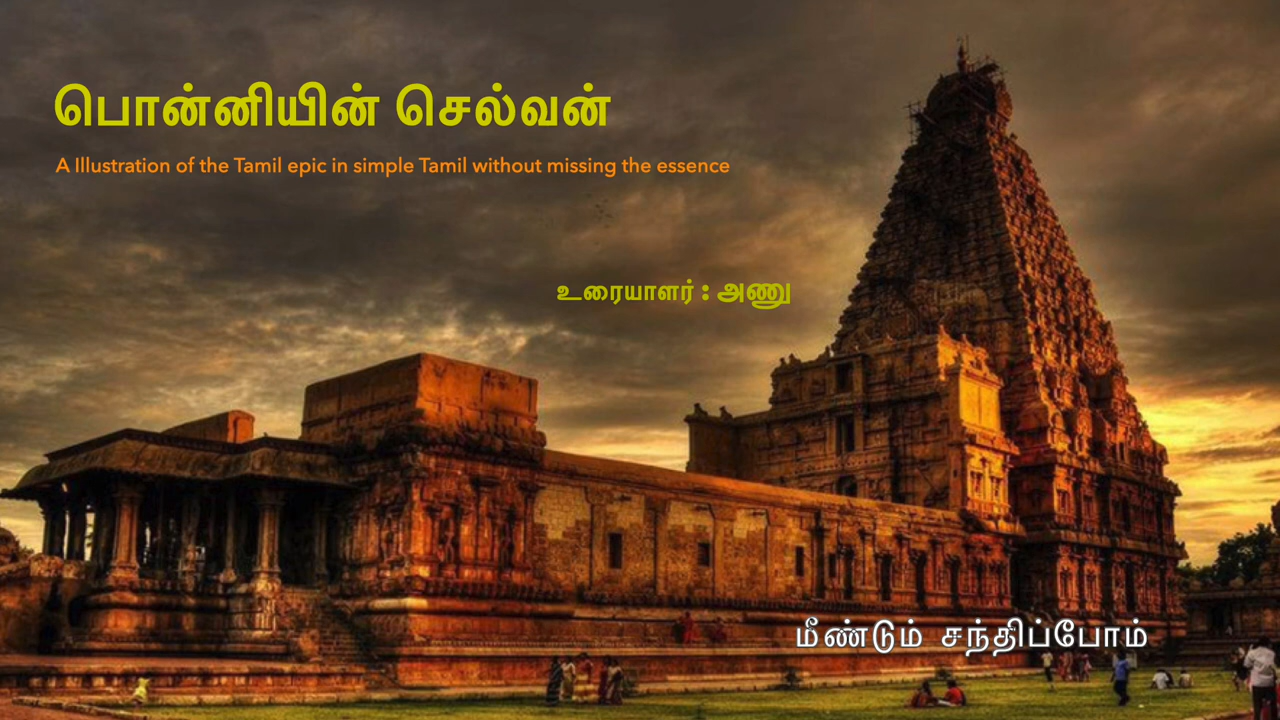 பொன்னியின் செல்வன்
A Illustration of the Tamil epic in simple Tamil without missing the essence
உரையாளர் : அணு
மீண்டும் சந்திப்போம்